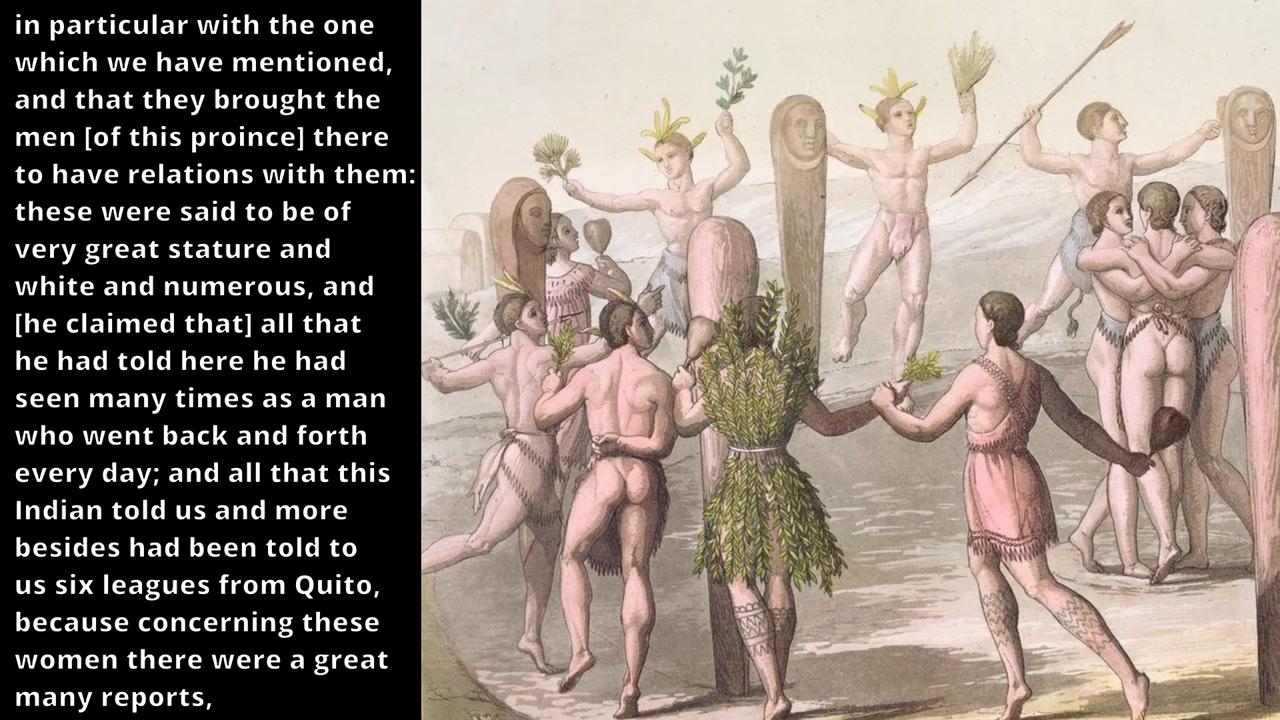 in particular with the one
which we have mentioned,
and that they brought the
men [of this proince] there
to have relations with them:
these were said to be of
very great stature and
white and numerous, and
[he claimed that] all that
he had told here he had
seen many times as a man
who went back and forth
every day; and all that this
Indian told us and more
besides had been told to
us six leagues from Quito,
because concerning these
women there were a great
many reports,